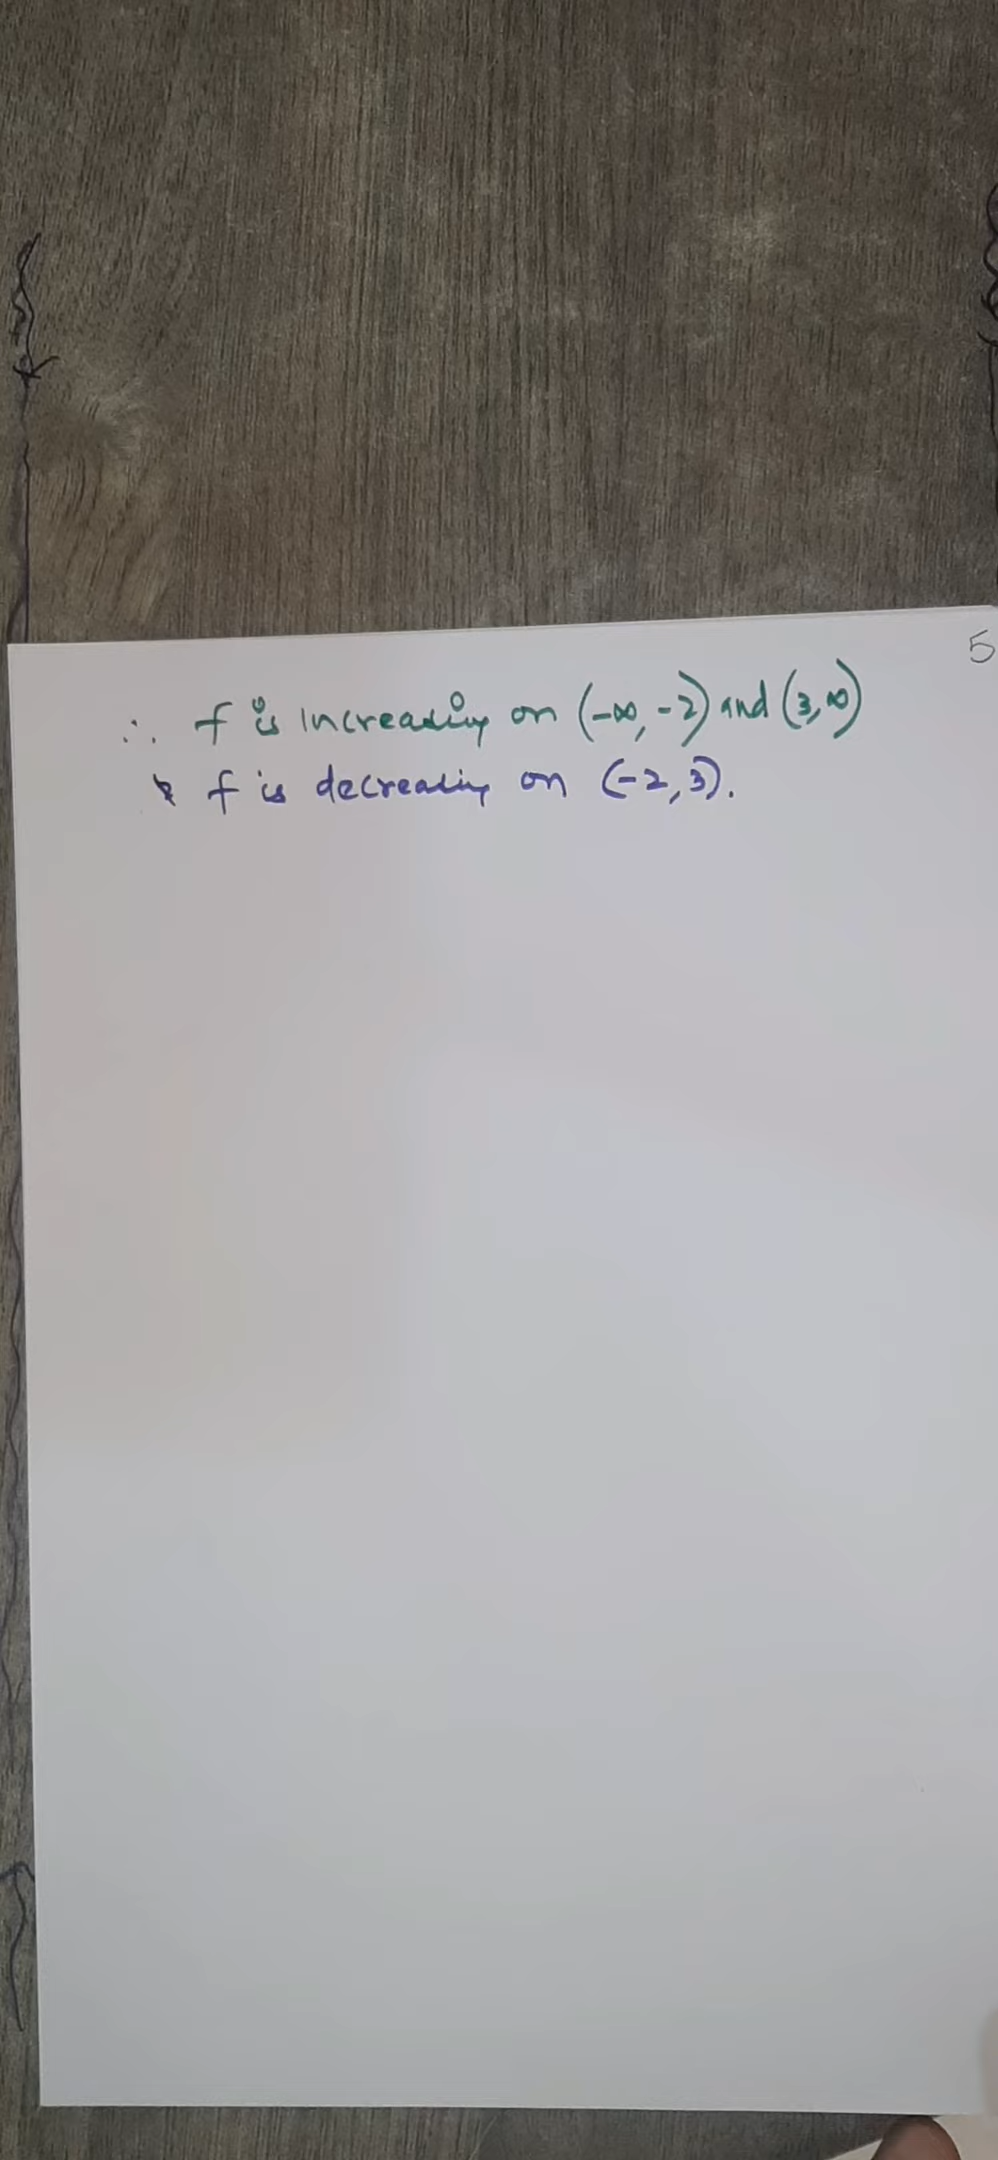 5
∴ f is increasing on (-∞, -2) and (3, ∞)
& f is decreasing on (-2, 3).